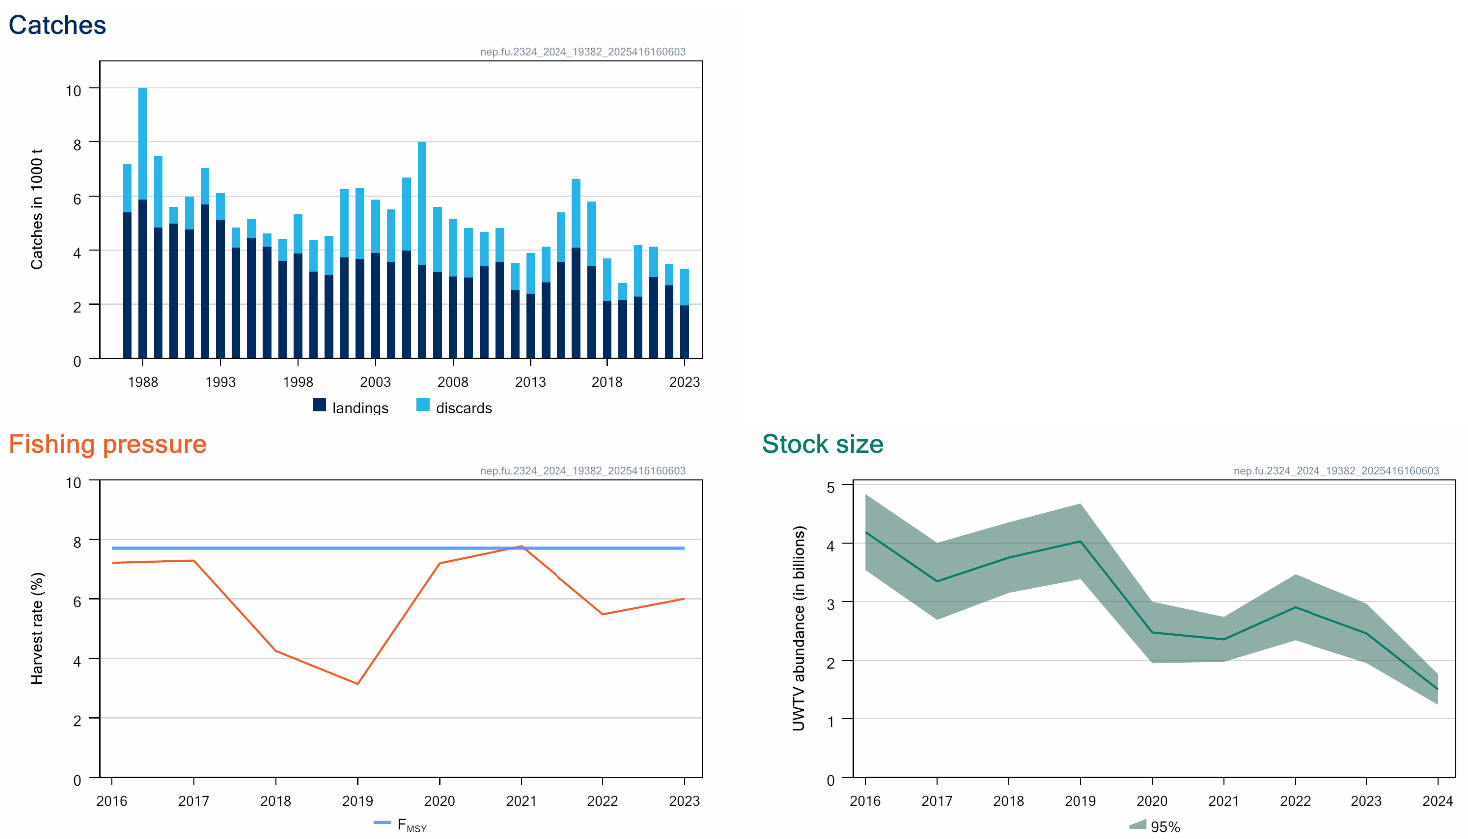 Catches
nep.fu.2324_2024_19382_2025416160603
Catches in 1000 t
10
8
6
4
2
0
1988 1993 1998 2003 2008 2013 2018 2023
landings discards
Fishing pressure
nep.fu.2324_2024_19382_2025416160603
Harvest rate (%)
10
8
6
4
2
0
2016 2017 2018 2019 2020 2021 2022 2023
FMSY
Stock size
nep.fu.2324_2024_19382_2025416160603
UWTV abundance (in billions)
5
4
3
2
1
0
2016 2017 2018 2019 2020 2021 2022 2023 2024
95%